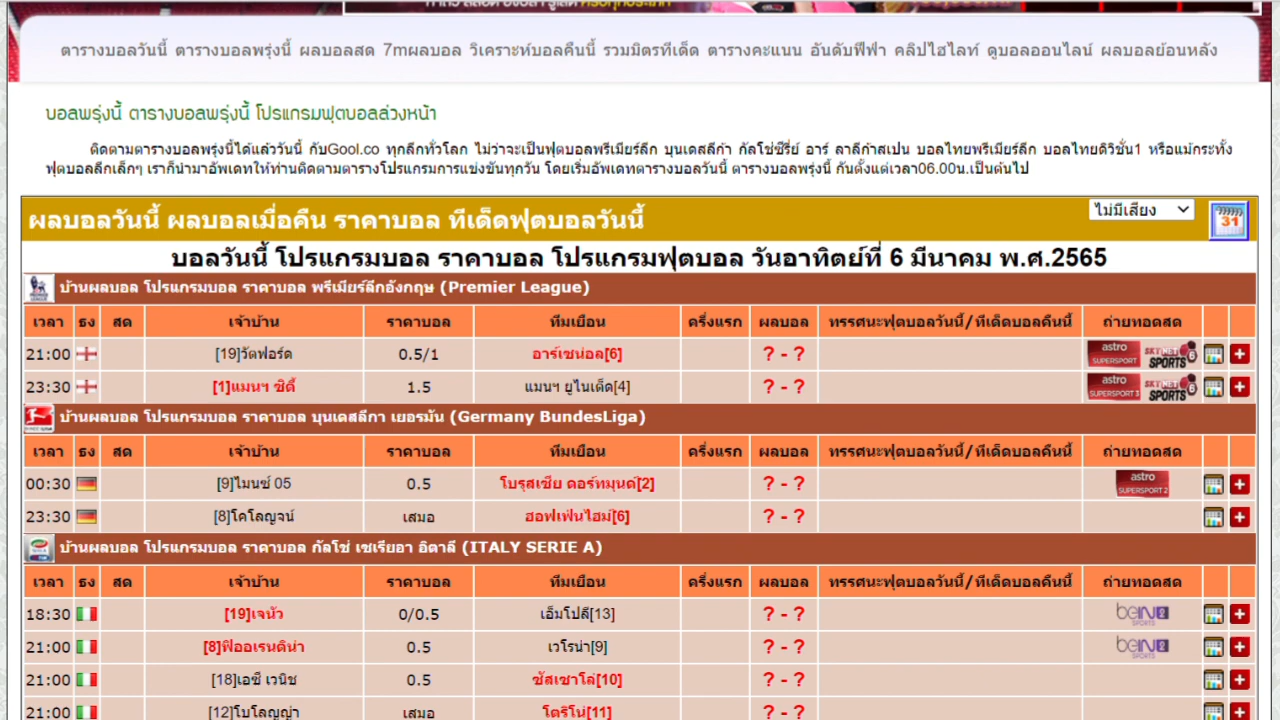 ตารางบอลวันนี้ ตารางบอลพรุ่งนี้ ผลบอลสด 7mผลบอล วิเคราะห์บอลคืนนี้ รวมมิตรทีเด็ด ตารางคะแนน อันดับฟีฟ่า คลิปไฮไลท์ ดูบอลออนไลน์ ผลบอลย้อนหลัง
บอลพรุ่งนี้ ตารางบอลพรุ่งนี้ โปรแกรมฟุตบอลล่วงหน้า
ติดตามตารางบอลพรุ่งนี้ได้แล้ววันนี้ กับGool.co ทุกลีกทั่วโลก ไม่ว่าจะเป็นฟุตบอลพรีเมียร์ลีก บุนเดสลีก้า กัลโช่ซีรี่ย์ อาร์ ลาลีก้าสเปน บอลไทยพรีเมียร์ลีก บอลไทยดิวิชั่น1 หรือแม้กระทั้ง
ฟุตบอลลีกเล็กๆ เราก็นำมาอัพเดทให้ท่านติดตามตารางโปรแกรมการแข่งขันทุกวัน โดยเริ่มอัพเดทตารางบอลวันนี้ ตารางบอลพรุ่งนี้ กันตั้งแต่เวลา06.00น.เป็นต้นไป
ผลบอลวันนี้ ผลบอลเมื่อคืน ราคาบอล ทีเด็ดฟุตบอลวันนี้ ไม่มีเสียง 31
บอลวันนี้ โปรแกรมบอล ราคาบอล โปรแกรมฟุตบอล วันอาทิตย์ที่ 6 มีนาคม พ.ศ.2565
บ้านผลบอล โปรแกรมบอล ราคาบอล พรีเมียร์ลีกอังกฤษ (Premier League)
เวลา ธง สด เจ้าบ้าน ราคาบอล ทีมเยือน ครึ่งแรก ผลบอล ทรรศนะฟุตบอลวันนี้/ทีเด็ดบอลคืนนี้ ถ่ายทอดสด
21:00 [19]วัตฟอร์ด 0.5/1 อาร์เซน่อล[6] ? - ? astro SUPERSPORT SKY NET SPORTS 6
23:30 [1]แมนฯ ซิตี้ 1.5 แมนฯ ยูไนเต็ด[4] ? - ? astro SUPERSPORT 3 SKY NET SPORTS 6
บ้านผลบอล โปรแกรมบอล ราคาบอล บุนเดสลีกา เยอรมัน (Germany BundesLiga)
เวลา ธง สด เจ้าบ้าน ราคาบอล ทีมเยือน ครึ่งแรก ผลบอล ทรรศนะฟุตบอลวันนี้/ทีเด็ดบอลคืนนี้ ถ่ายทอดสด
00:30 [9]ไมนซ์ 05 0.5 โบรุสเซีย ดอร์ทมุนด์[2] ? - ? astro SUPERSPORT 2
23:30 [8]โคโลญจน์ เสมอ ฮอฟเฟ่นไฮม์[6] ? - ?
บ้านผลบอล โปรแกรมบอล ราคาบอล กัลโช่ เซเรียอา อิตาลี (ITALY SERIE A)
เวลา ธง สด เจ้าบ้าน ราคาบอล ทีมเยือน ครึ่งแรก ผลบอล ทรรศนะฟุตบอลวันนี้/ทีเด็ดบอลคืนนี้ ถ่ายทอดสด
18:30 [19]เจนัว 0/0.5 เอ็มโปลี[13] ? - ? beIN SPORTS 2
21:00 [8]ฟิออเรนติน่า 0.5 เวโรน่า[9] ? - ? beIN SPORTS 2
21:00 [18]เอซี เวนิซ 0.5 ซัสเซาโล่[10] ? - ?
21:00 [12]โบโลญญ่า เสมอ โตริโน่[11] ? - ?